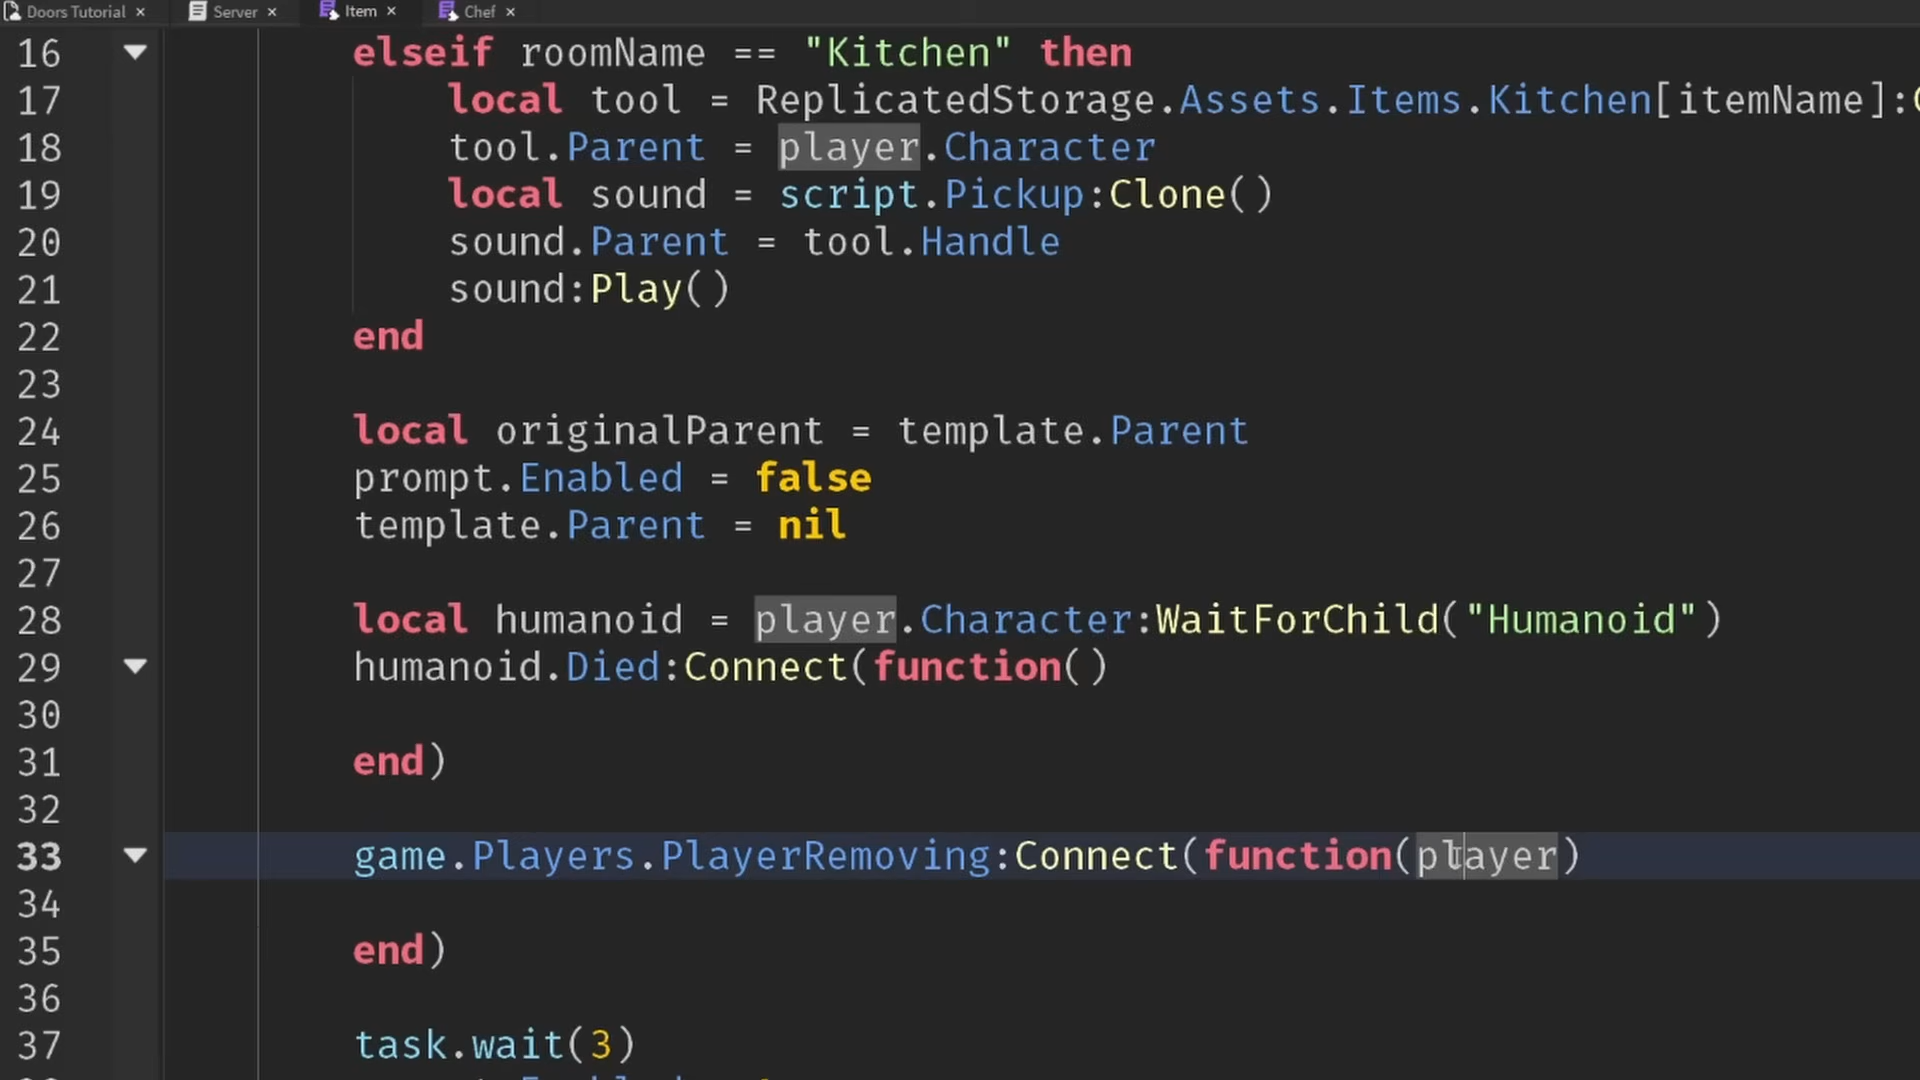 Doors Tutorial × Server × Item × Chef ×
16 elseif roomName == "Kitchen" then
17 local tool = ReplicatedStorage.Assets.Items.Kitchen[itemName]:
18 tool.Parent = player.Character
19 local sound = script.Pickup:Clone()
20 sound.Parent = tool.Handle
21 sound:Play()
22 end
23
24 local originalParent = template.Parent
25 prompt.Enabled = false
26 template.Parent = nil
27
28 local humanoid = player.Character:WaitForChild("Humanoid")
29 humanoid.Died:Connect(function()
30
31 end)
32
33 game.Players.PlayerRemoving:Connect(function(player)
34
35 end)
36
37 task.wait(3)